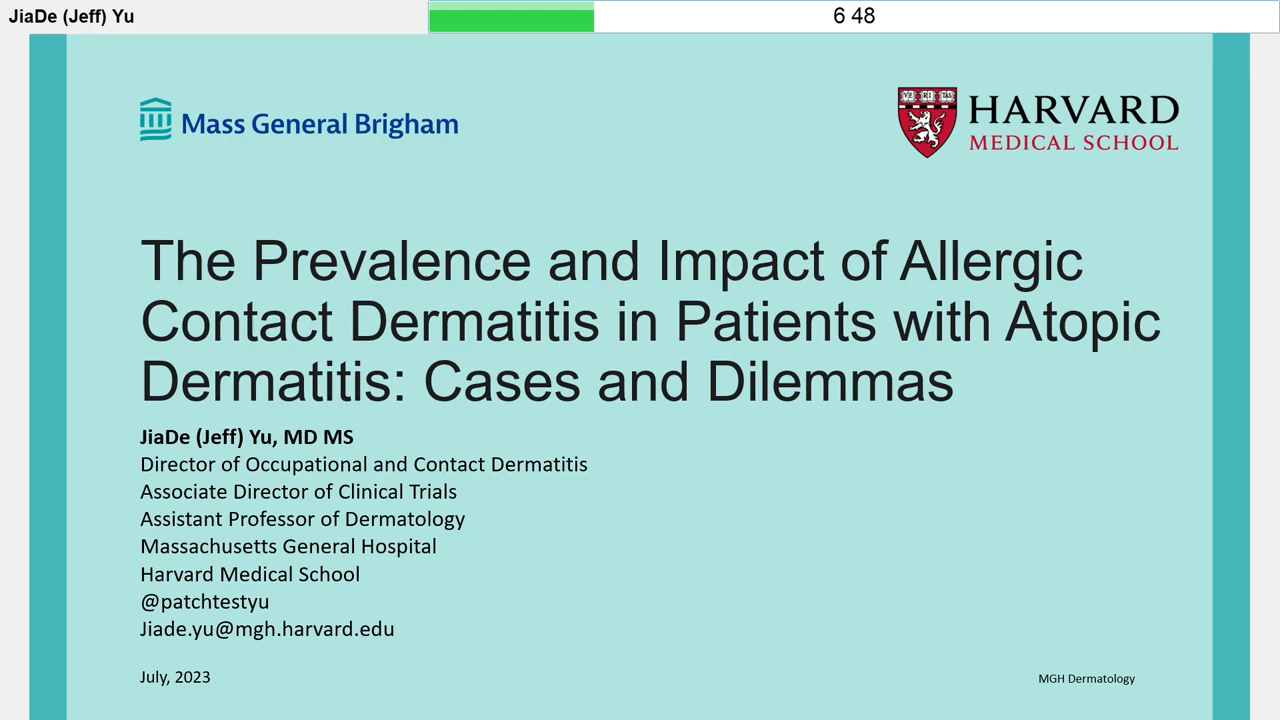 JiaDe (Jeff) Yu
6 48
Mass General Brigham
VE RI TAS
HARVARD
MEDICAL SCHOOL
The Prevalence and Impact of Allergic
Contact Dermatitis in Patients with Atopic
Dermatitis: Cases and Dilemmas
JiaDe (Jeff) Yu, MD MS
Director of Occupational and Contact Dermatitis
Associate Director of Clinical Trials
Assistant Professor of Dermatology
Massachusetts General Hospital
Harvard Medical School
@patchtestyu
Jiade.yu@mgh.harvard.edu
July, 2023
MGH Dermatology